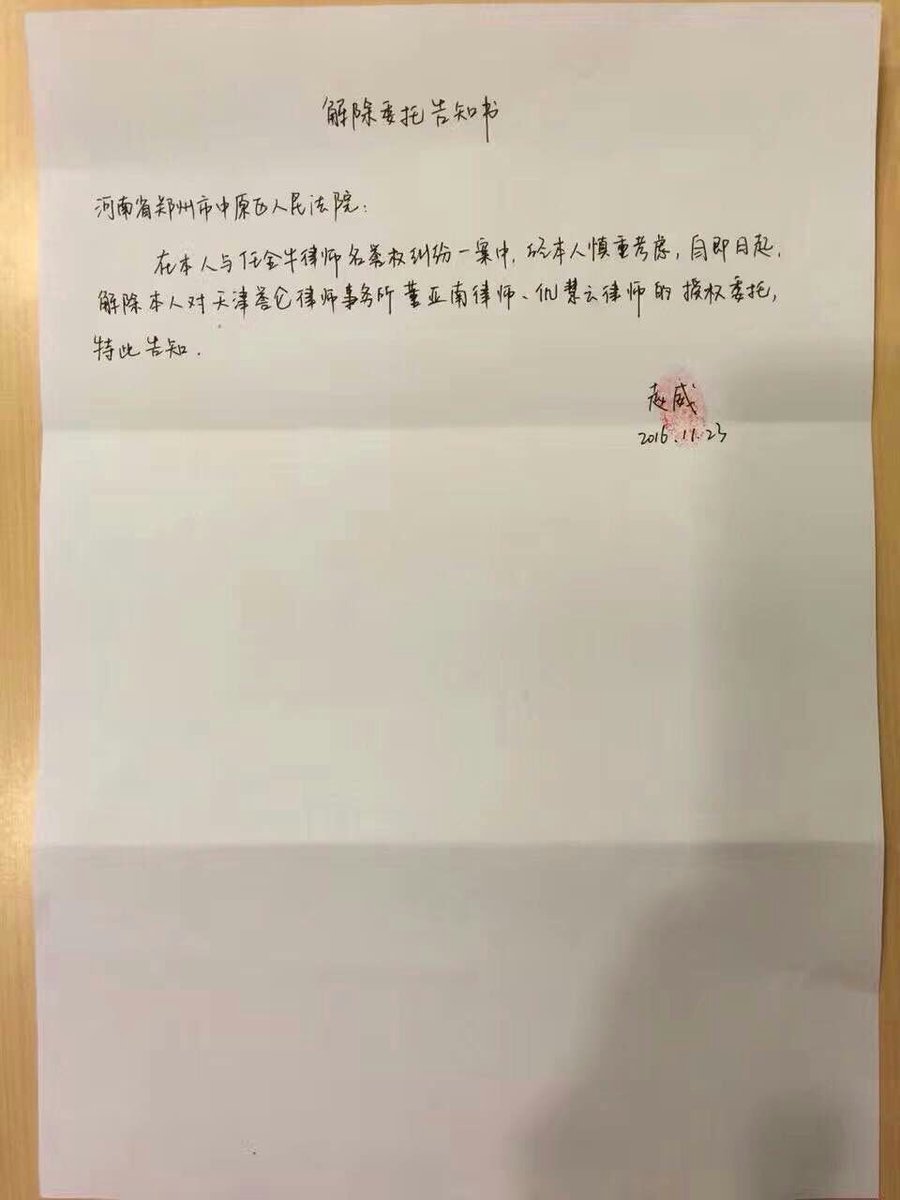 解除委托告知书
河南省郑州市中原区人民法院:
在本人与任全牛律师名誉权纠纷一案中,经本人慎重考虑,自即日起,
解除本人对天津誉仑律师事务所董亚南律师、仉慧云律师的授权委托,
特此告知.
赵威
2016.11.23